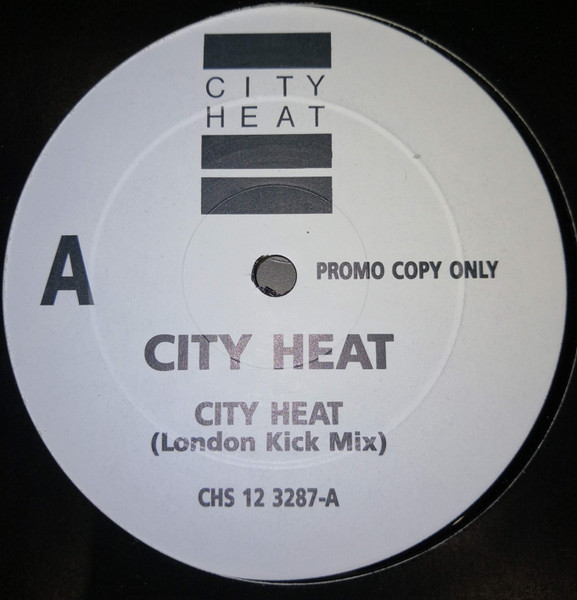 CITY
HEAT
A
PROMO COPY ONLY
CITY HEAT
CITY HEAT
(London Kick Mix)
CHS 12 3287-A